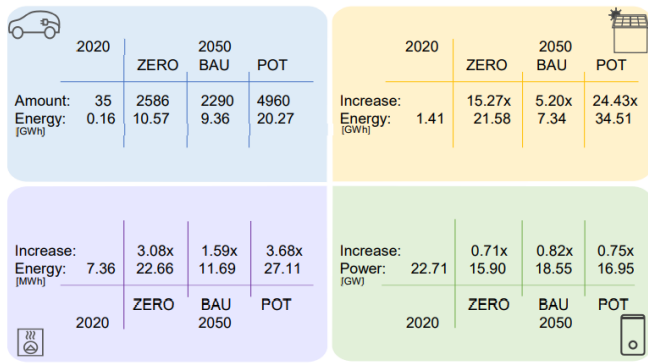 2020 2050
ZERO BAU POT
Amount: 35 2586 2290 4960
Energy: 0.16 10.57 9.36 20.27
[GWh]
2020 2050
ZERO BAU POT
Increase: 15.27x 5.20x 24.43x
Energy: 1.41 21.58 7.34 34.51
[GWh]
Increase: 3.08x 1.59x 3.68x
Energy: 7.36 22.66 11.69 27.11
[MWh]
ZERO BAU POT
2020 2050
Increase: 0.71x 0.82x 0.75x
Power: 22.71 15.90 18.55 16.95
[GW]
ZERO BAU POT
2020 2050